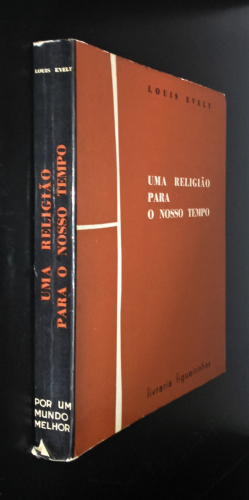 LOUIS EVELY
UMA RELIGIÃO
PARA O NOSSO TEMPO
POR UM
MUNDO
MELHOR
LOUIS EVELY
UMA RELIGIÃO
PARA
O NOSSO TEMPO
livraria figueirinhas